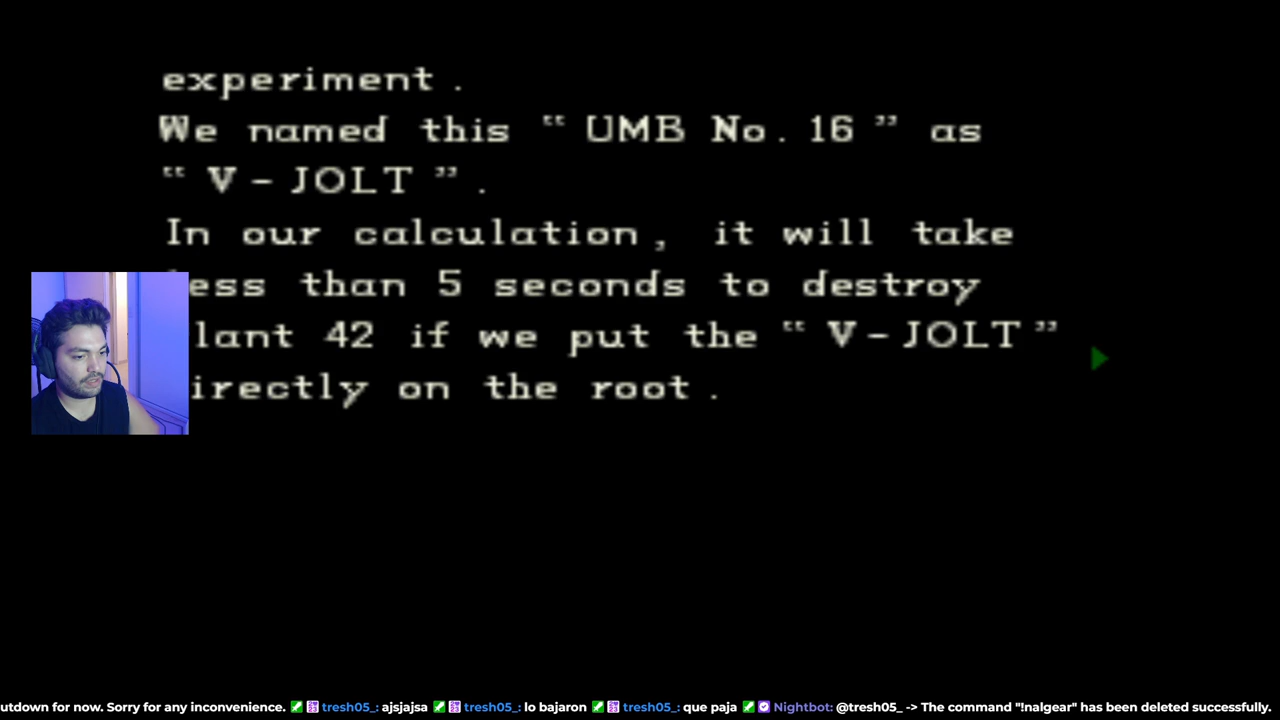 experiment.
We named this “UMB No.16” as
“V-JOLT”.
In our calculation, it will take
ess than 5 seconds to destroy
lant 42 if we put the “V-JOLT”
irectly on the root.
utdown for now. Sorry for any inconvenience. tresh05_: ajsjajsa tresh05_: lo bajaron tresh05_: que paja Nightbot: @tresh05_ -> The command "!nalgear" has been deleted successfully.